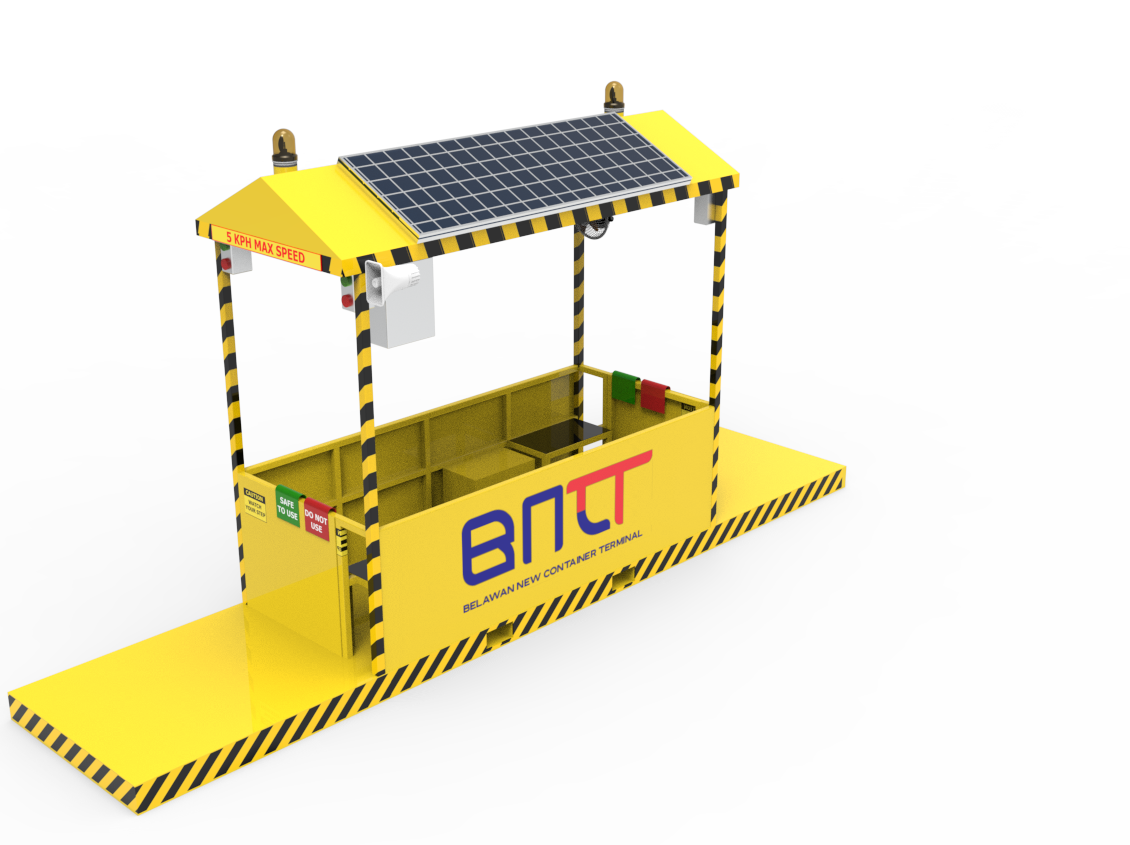 5 KPH MAX SPEED
CAUTION
WATCH
YOUR STEP
SAFE
TO USE
DO NOT
USE
BNCT
BELAWAN NEW CONTAINER TERMINAL